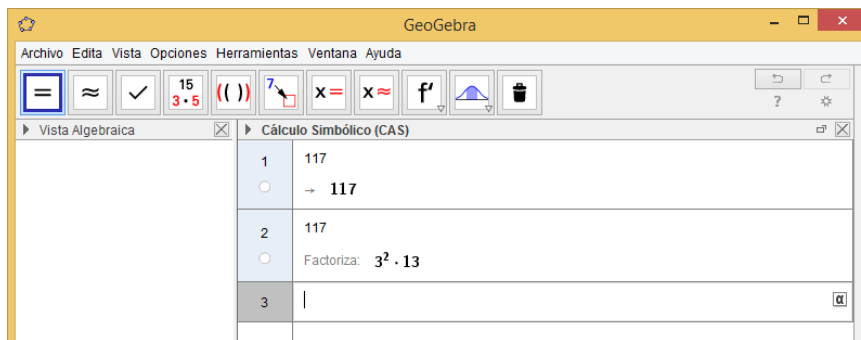 GeoGebra
Archivo Edita Vista Opciones Herramientas Ventana Ayuda
= ≈ ✓ 15 3·5 (( )) 7 x = x ≈ f′ ?
Vista Algebraica
Cálculo Simbólico (CAS)
1 117
→ 117
2 117
Factoriza: 3² · 13
3 α